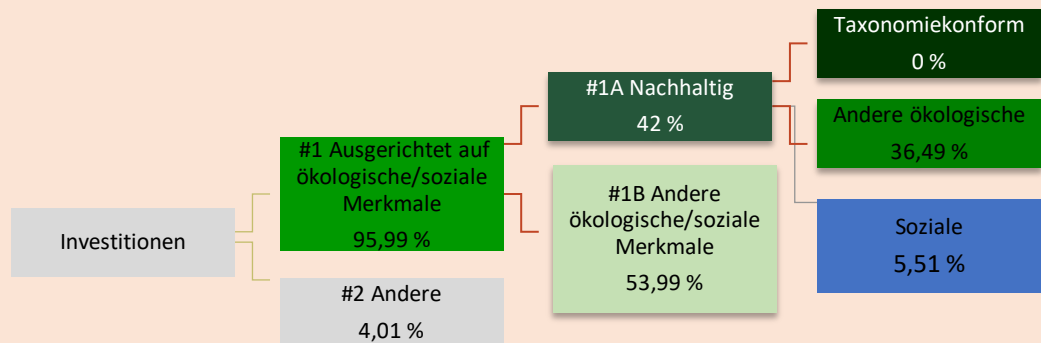 Investitionen
#1 Ausgerichtet auf
ökologische/soziale
Merkmale
95,99 %
#2 Andere
4,01 %
#1A Nachhaltig
42 %
#1B Andere
ökologische/soziale
Merkmale
53,99 %
Taxonomiekonform
0 %
Andere ökologische
36,49 %
Soziale
5,51 %